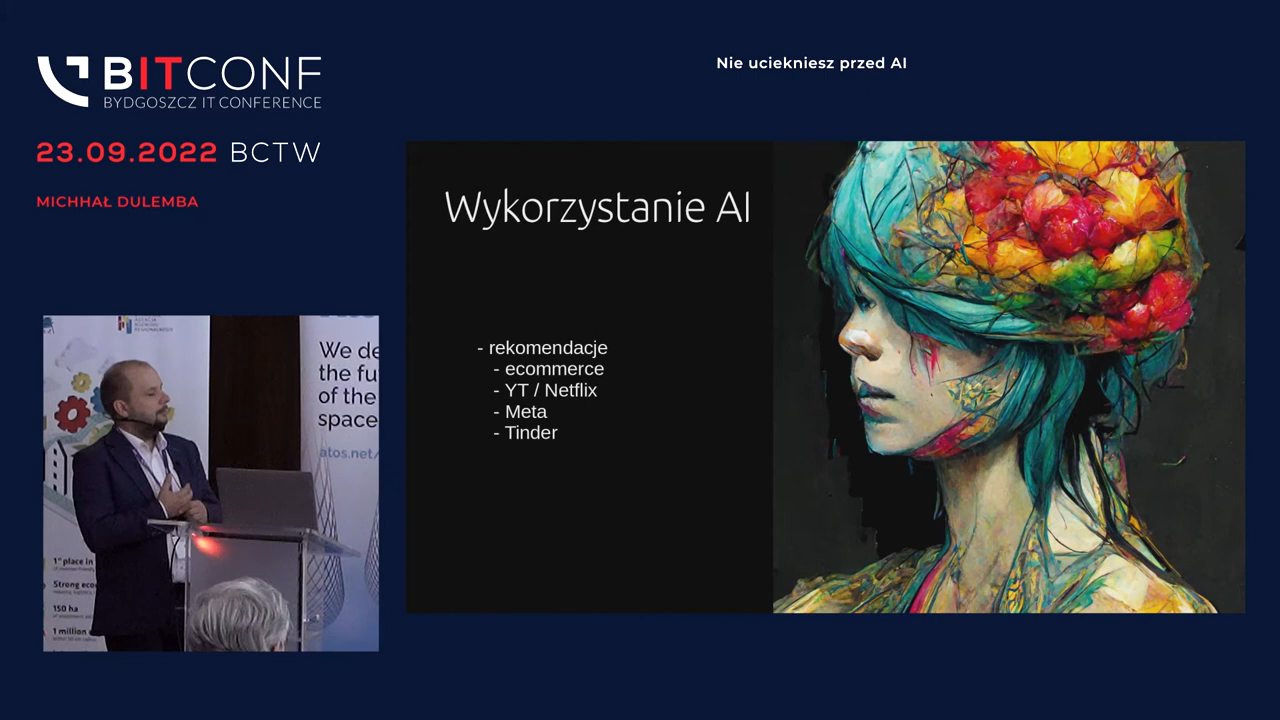 BITCONF
BYDGOSZCZ IT CONFERENCE
23.09.2022 BCTW
MICHHAŁ DULEMBA
Nie uciekniesz przed AI
Wykorzystanie AI
- rekomendacje
- ecommerce
- YT / Netflix
- Meta
- Tinder
We de
the fu
of the
space
atos.net/
1st place in
Strong eco
150 ha
1 million